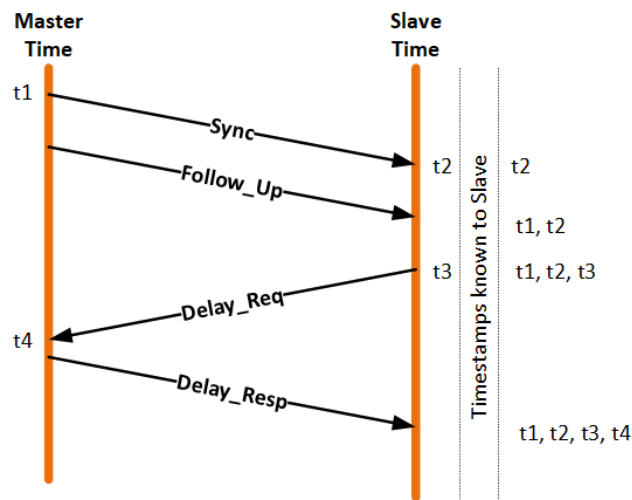 Master
Time
Slave
Time
t1
Sync
t2
t2
Follow_Up
t1, t2
t3
t1, t2, t3
Delay_Req
t4
Delay_Resp
t1, t2, t3, t4
Timestamps known to Slave